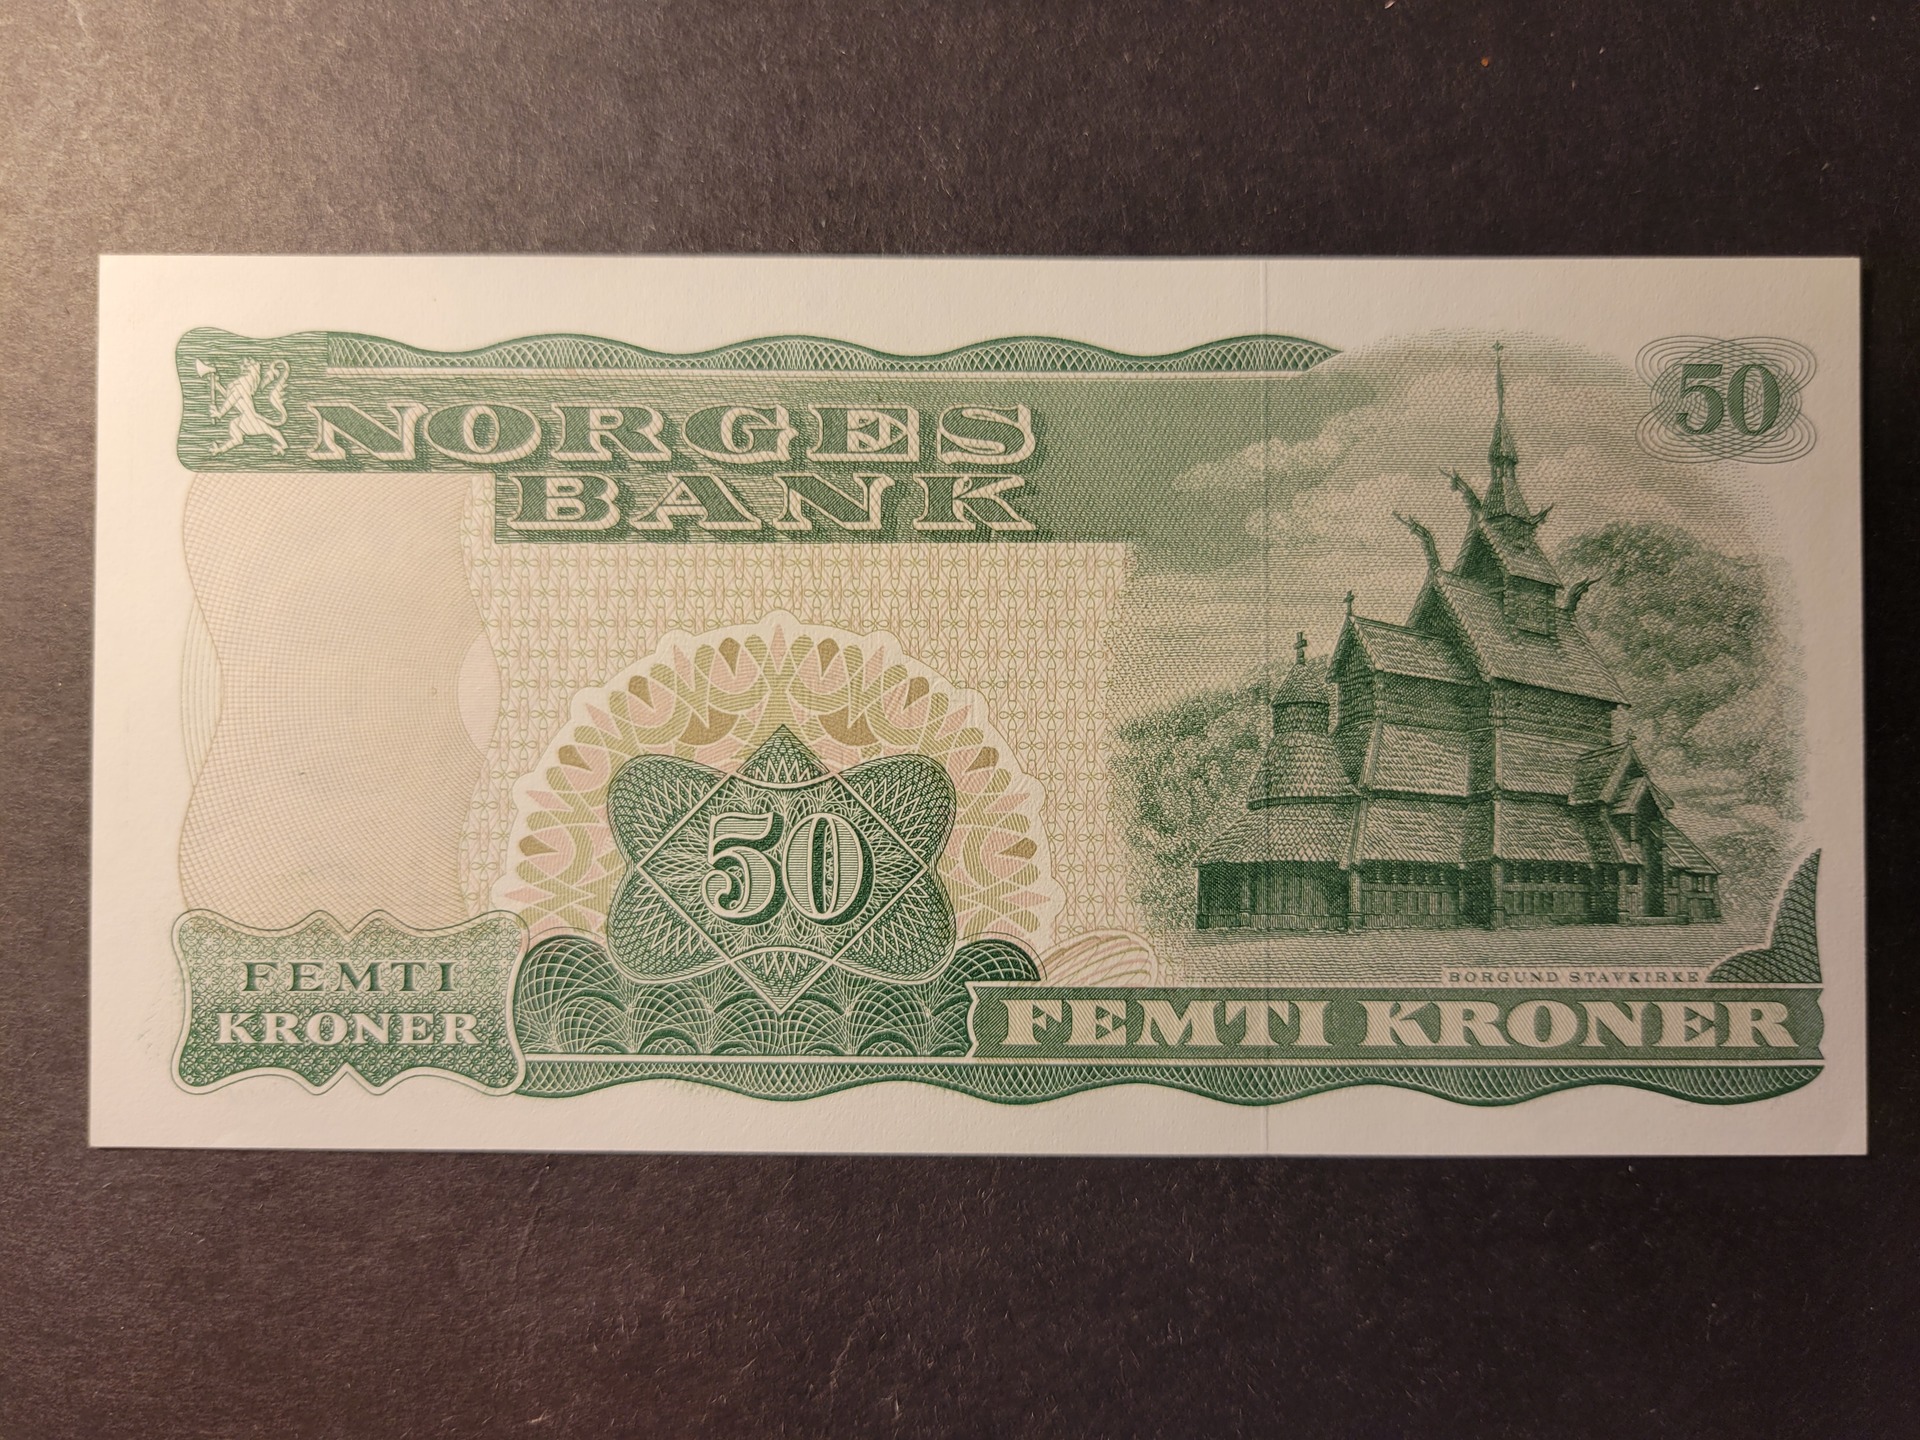 NORGES
BANK
50
50
BORGUND STAVKIRKE
FEMTI
KRONER
FEMTI KRONER